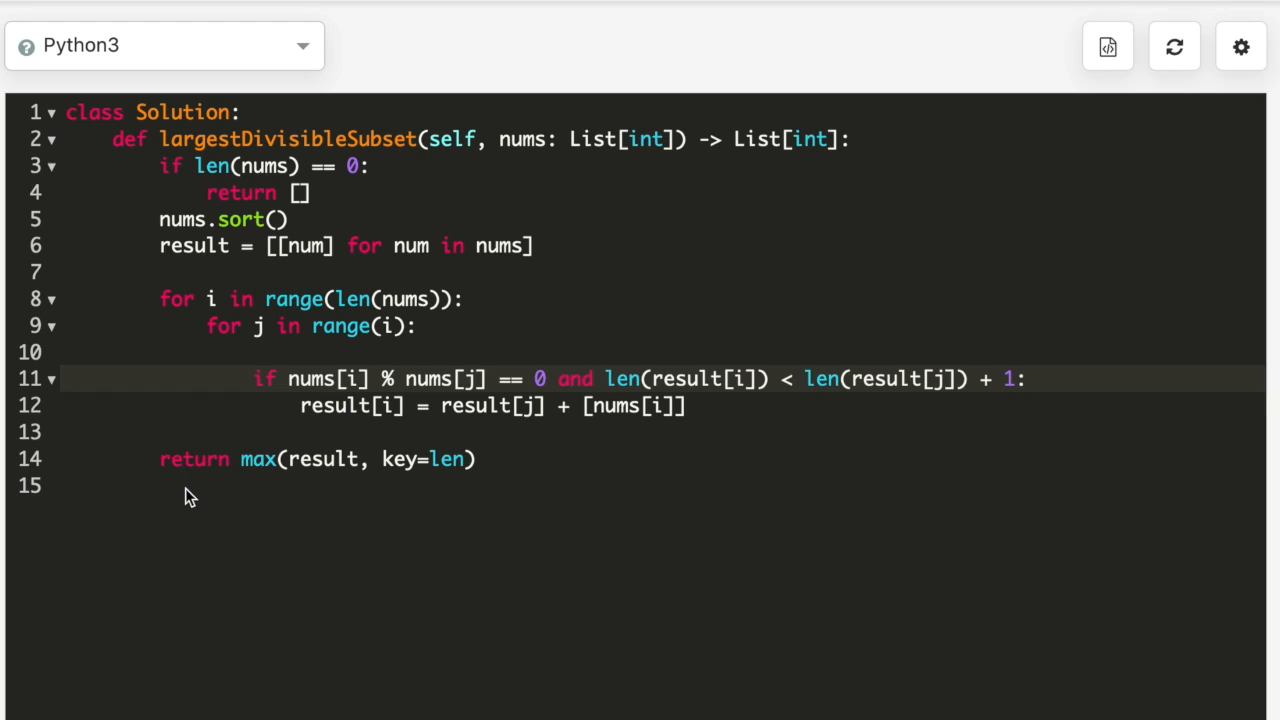 Python3
1 class Solution:
2     def largestDivisibleSubset(self, nums: List[int]) -> List[int]:
3         if len(nums) == 0:
4             return []
5         nums.sort()
6         result = [[num] for num in nums]
7
8         for i in range(len(nums)):
9             for j in range(i):
10
11                 if nums[i] % nums[j] == 0 and len(result[i]) < len(result[j]) + 1:
12                     result[i] = result[j] + [nums[i]]
13
14         return max(result, key=len)
15